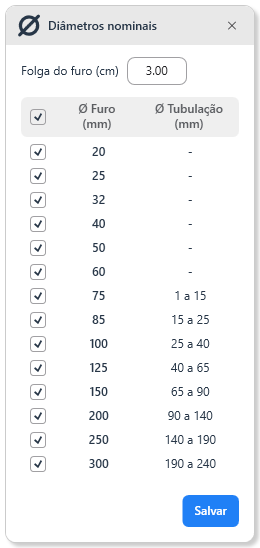 Diâmetros nominais
Folga do furo (cm) 3.00
Ø Furo (mm) Ø Tubulação (mm)
20 -
25 -
32 -
40 -
50 -
60 -
75 1 a 15
85 15 a 25
100 25 a 40
125 40 a 65
150 65 a 90
200 90 a 140
250 140 a 190
300 190 a 240
Salvar